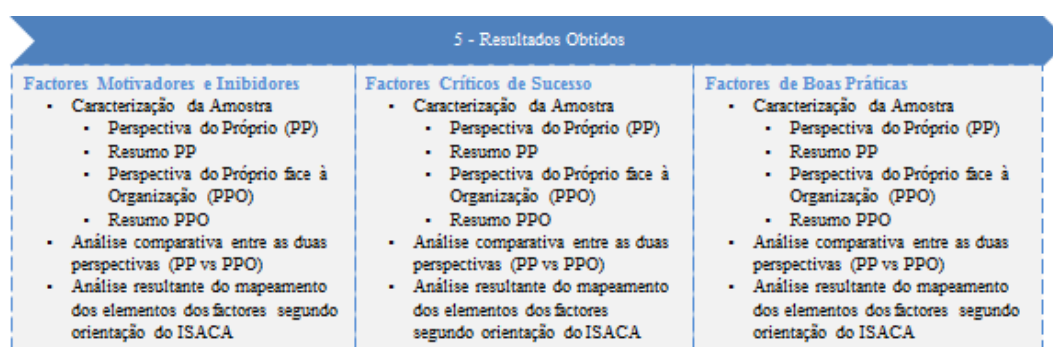 5 - Resultados Obtidos
Factores Motivadores e Inibidores
▪ Caracterização da Amostra
▪ Perspectiva do Próprio (PP)
▪ Resumo PP
▪ Perspectiva do Próprio face à
Organização (PPO)
▪ Resumo PPO
▪ Análise comparativa entre as duas
perspectivas (PP vs PPO)
▪ Análise resultante do mapeamento
dos elementos dos factores segundo
orientação do ISACA
Factores Críticos de Sucesso
▪ Caracterização da Amostra
▪ Perspectiva do Próprio (PP)
▪ Resumo PP
▪ Perspectiva do Próprio face à
Organização (PPO)
▪ Resumo PPO
▪ Análise comparativa entre as duas
perspectivas (PP vs PPO)
▪ Análise resultante do mapeamento
dos elementos dos factores
segundo orientação do ISACA
Factores de Boas Práticas
▪ Caracterização da Amostra
▪ Perspectiva do Próprio (PP)
▪ Resumo PP
▪ Perspectiva do Próprio face à
Organização (PPO)
▪ Resumo PPO
▪ Análise comparativa entre as duas
perspectivas (PP vs PPO)
▪ Análise resultante do mapeamento
dos elementos dos factores segundo
orientação do ISACA